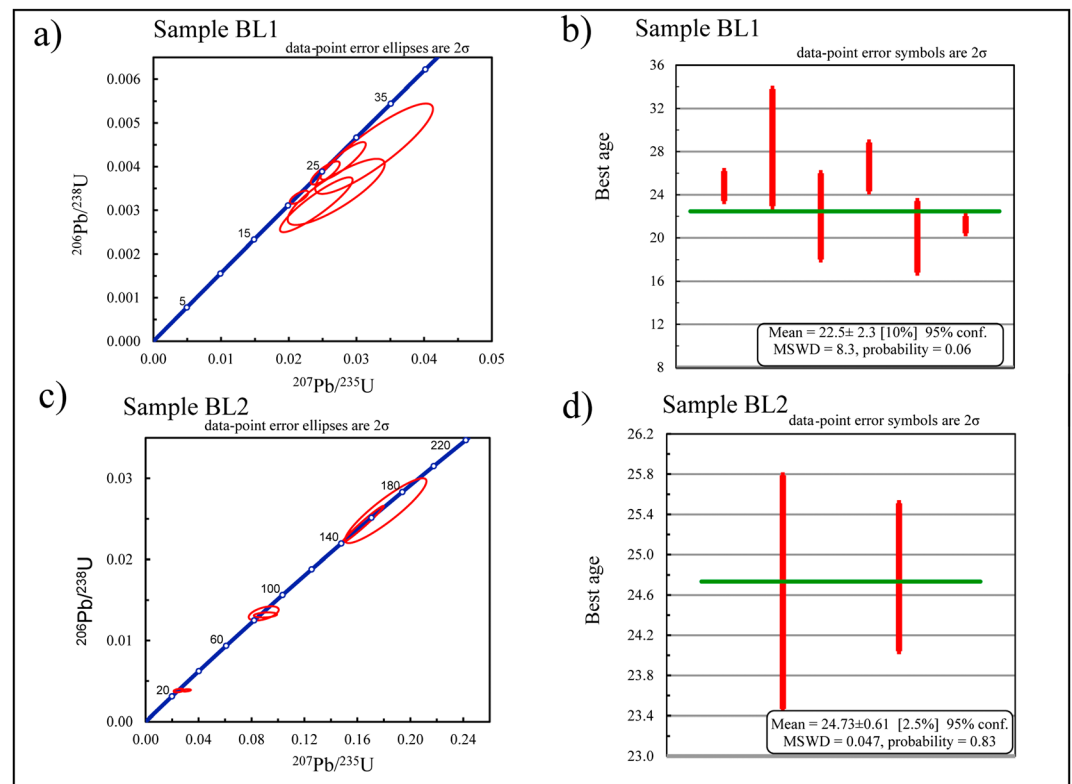 a)
Sample BL1
data-point error ellipses are 2σ
206Pb/238U
0.006
0.005
0.004
0.003
0.002
0.001
0.000
5
15
25
35
0.00 0.01 0.02 0.03 0.04 0.05
207Pb/235U
b)
Sample BL1
data-point error symbols are 2σ
Best age
36
32
28
24
20
16
12
8
Mean = 22.5± 2.3 [10%] 95% conf.
MSWD = 8.3, probability = 0.06
c)
Sample BL2
data-point error ellipses are 2σ
206Pb/238U
0.03
0.02
0.01
0.00
20
60
100
140
180
220
0.00 0.04 0.08 0.12 0.16 0.20 0.24
207Pb/235U
d)
Sample BL2
data-point error symbols are 2σ
Best age
26.2
25.8
25.4
25.0
24.6
24.2
23.8
23.4
23.0
Mean = 24.73±0.61 [2.5%] 95% conf.
MSWD = 0.047, probability = 0.83